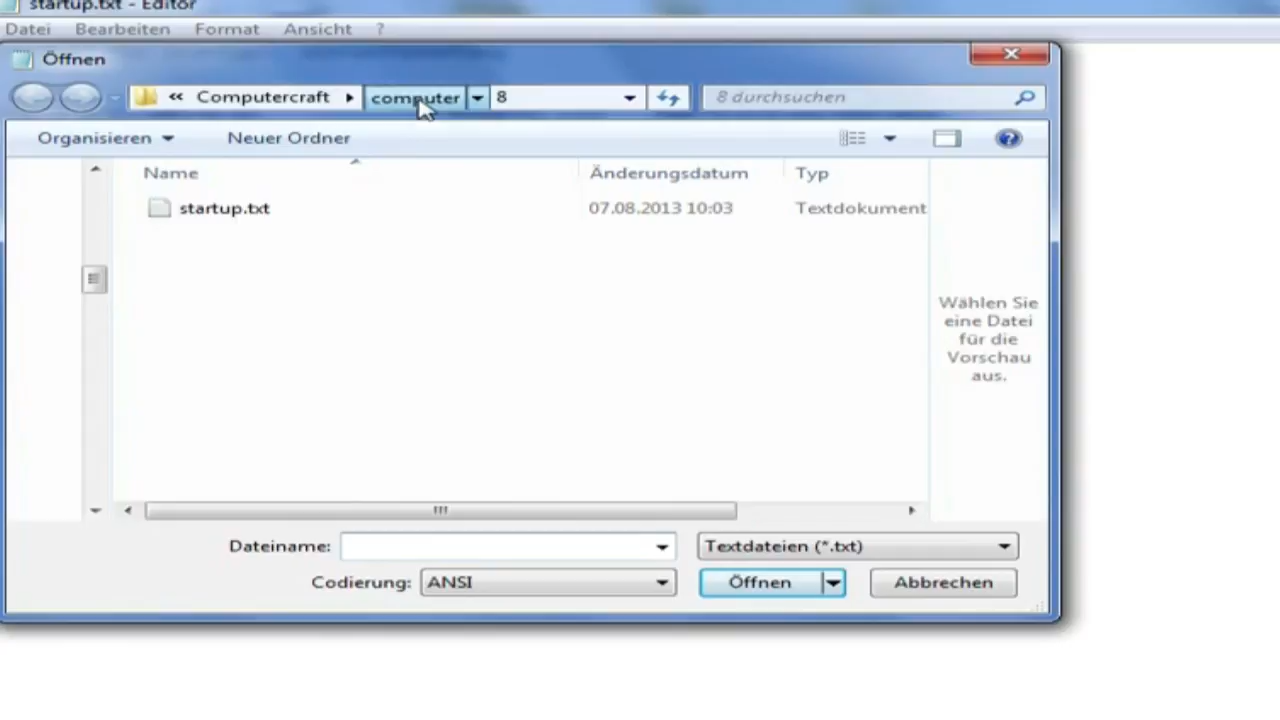 startup.txt - Editor
Datei Bearbeiten Format Ansicht ?
Öffnen
« Computercraft computer 8
8 durchsuchen
Organisieren Neuer Ordner
Name Änderungsdatum Typ
startup.txt 07.08.2013 10:03 Textdokument
Wählen Sie
eine Datei
für die
Vorschau
aus.
Dateiname: Textdateien (*.txt)
Codierung: ANSI Öffnen Abbrechen